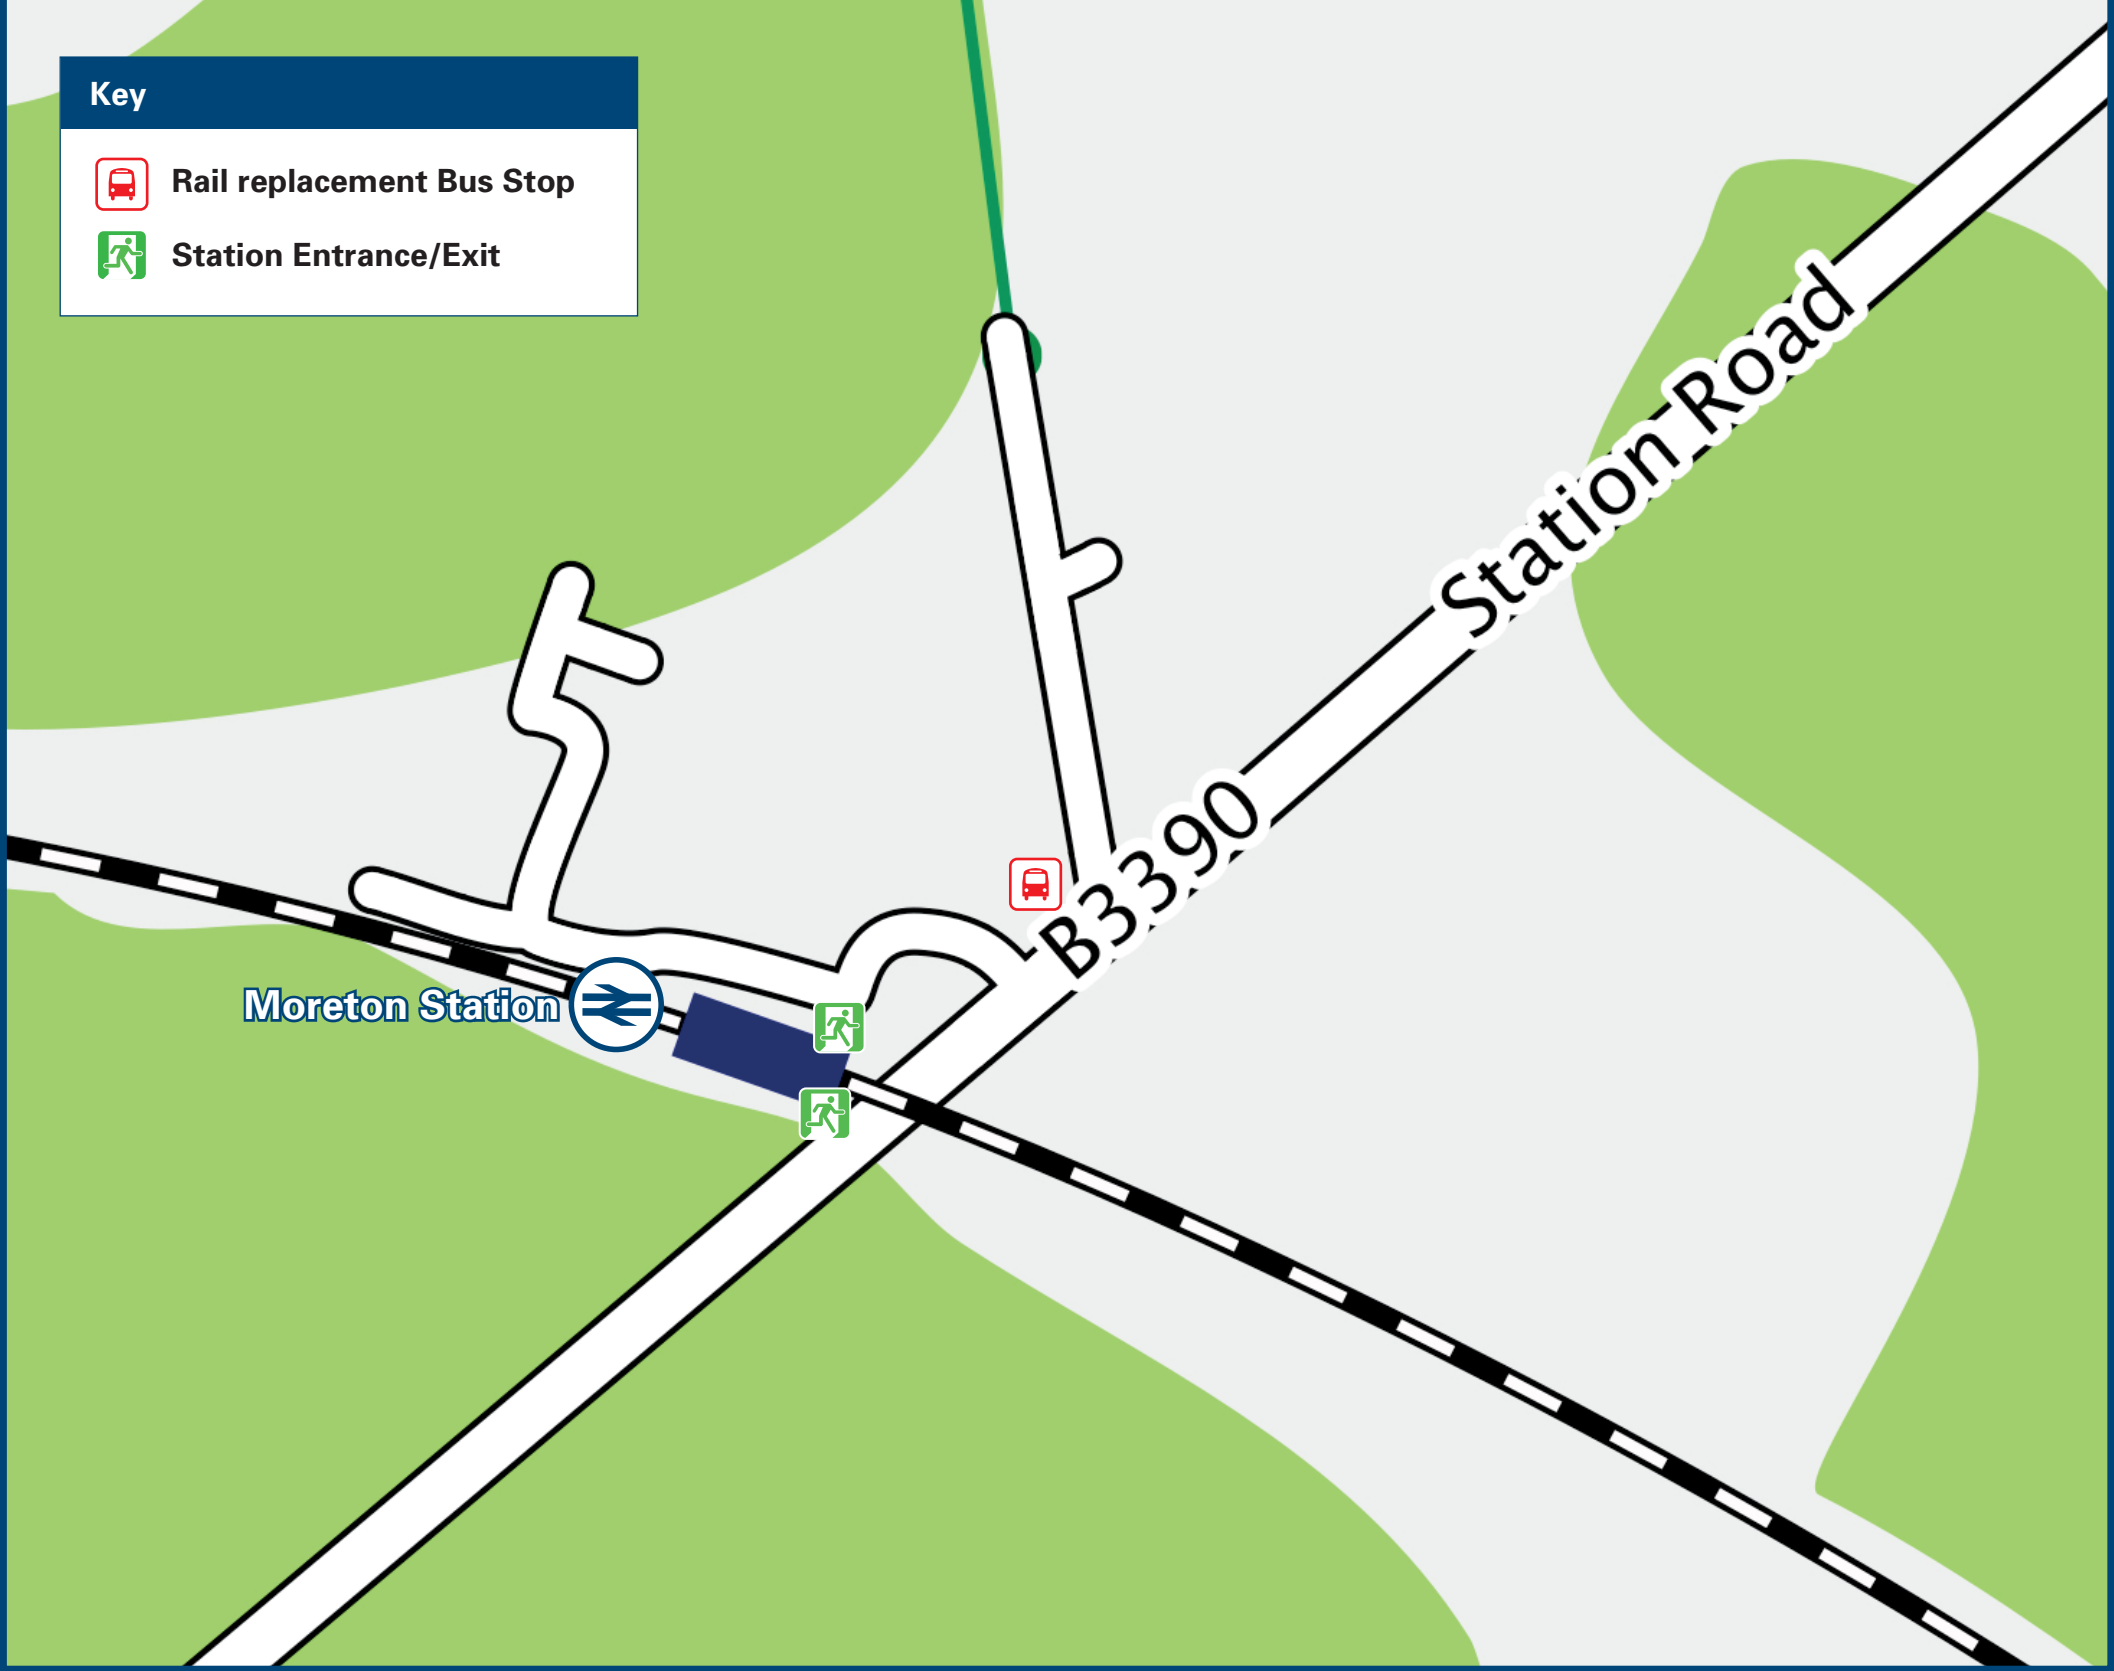 Key
Rail replacement Bus Stop
Station Entrance/Exit
Station Road
B3390
Moreton Station